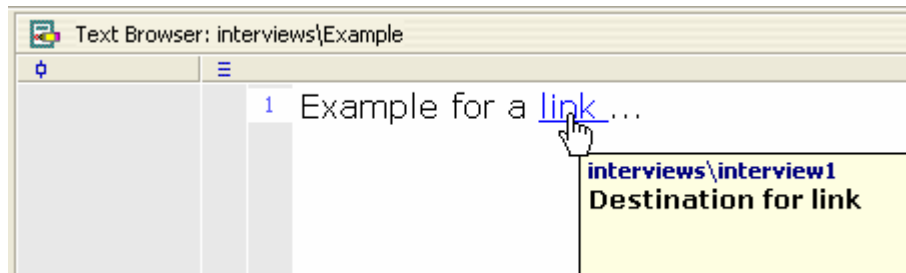 Text Browser: interviews\Example
1 Example for a link ...
interviews\interview1
Destination for link